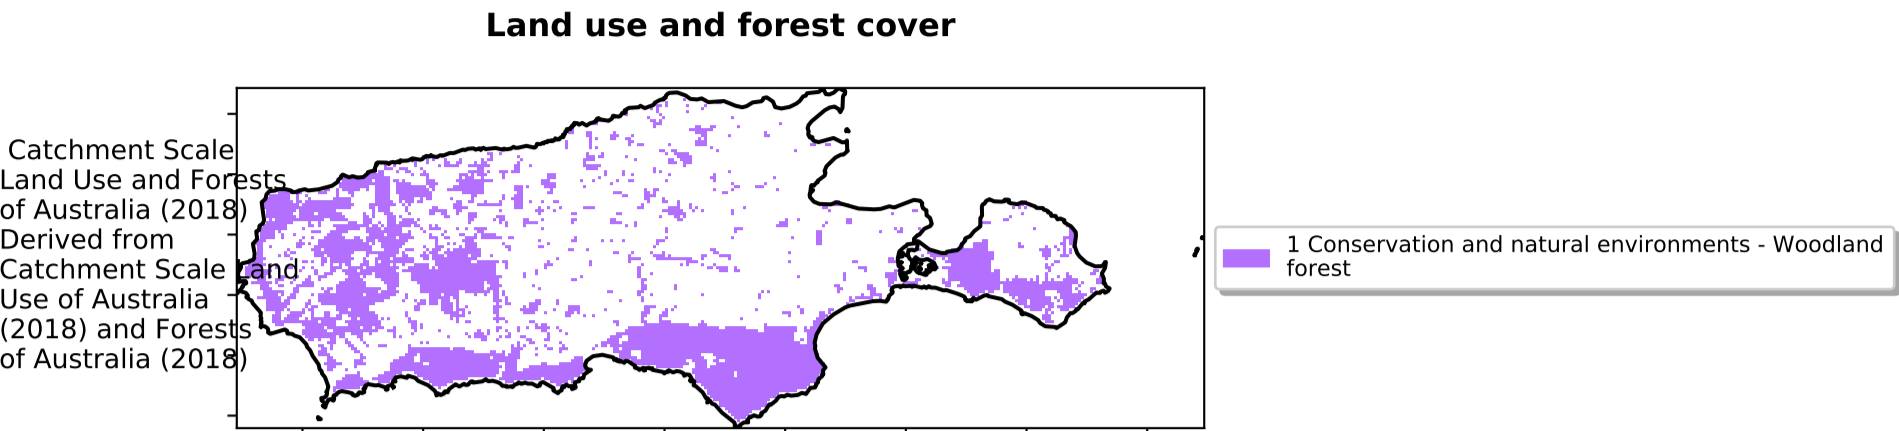 Land use and forest cover
Catchment Scale
Land Use and Forests
of Australia (2018)
Derived from
Catchment Scale Land
Use of Australia
(2018) and Forests
of Australia (2018)
1 Conservation and natural environments - Woodland
forest